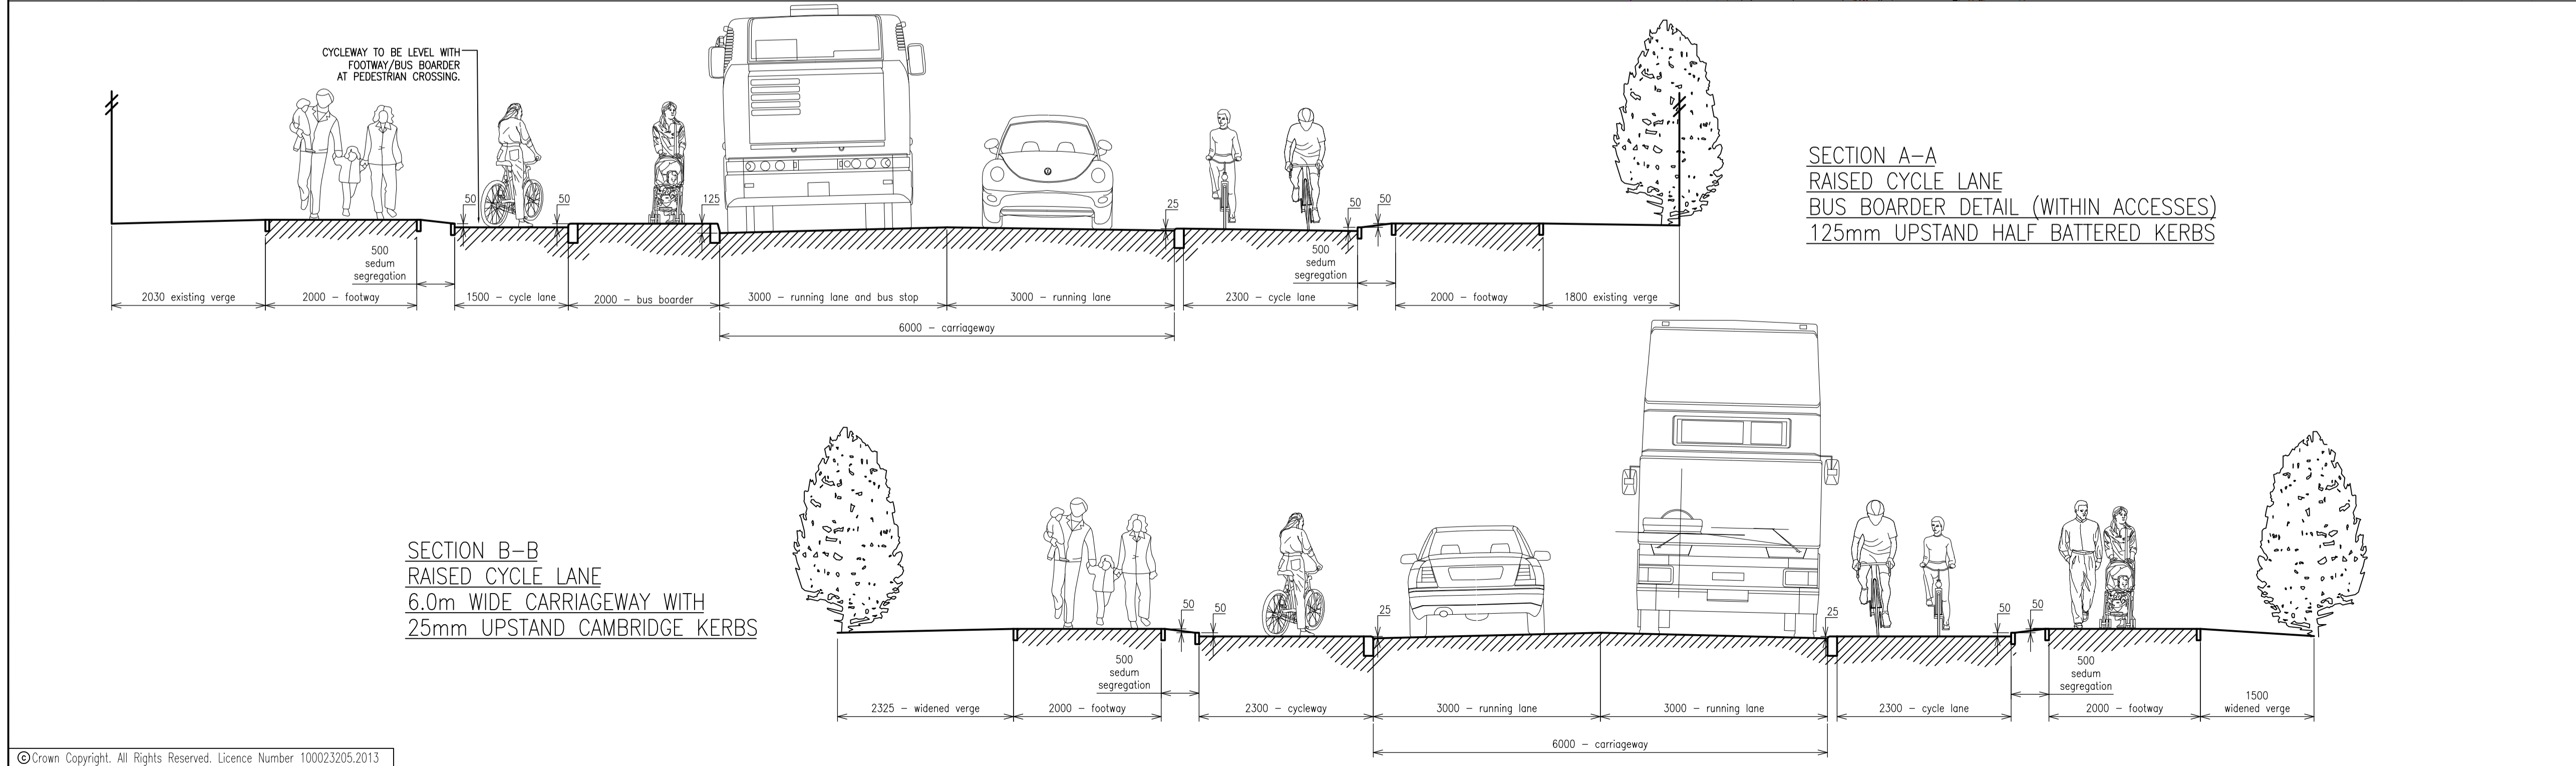 CYCLEWAY TO BE LEVEL WITH
FOOTWAY/BUS BOARDER
AT PEDESTRIAN CROSSING.
50
50
125
25
50
50
500
sedum
segregation
500
sedum
segregation
2030 existing verge
2000 - footway
1500 - cycle lane
2000 - bus boarder
3000 - running lane and bus stop
3000 - running lane
2300 - cycle lane
2000 - footway
1800 existing verge
6000 - carriageway
SECTION A-A
RAISED CYCLE LANE
BUS BOARDER DETAIL (WITHIN ACCESSES)
125mm UPSTAND HALF BATTERED KERBS
SECTION B-B
RAISED CYCLE LANE
6.0m WIDE CARRIAGEWAY WITH
25mm UPSTAND CAMBRIDGE KERBS
50
50
25
25
50
50
500
sedum
segregation
500
sedum
segregation
2325 - widened verge
2000 - footway
2300 - cycleway
3000 - running lane
3000 - running lane
2300 - cycle lane
2000 - footway
1500
widened verge
6000 - carriageway
©Crown Copyright. All Rights Reserved. Licence Number 100023205.2013